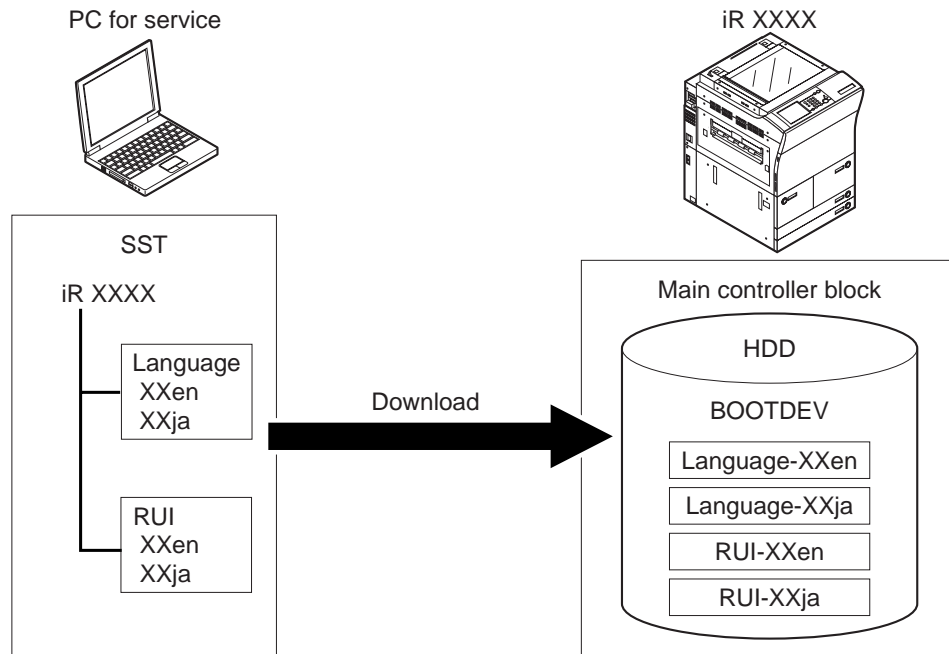 PC for service
iR XXXX
SST
iR XXXX
Language
XXen
XXja
RUI
XXen
XXja
Download
Main controller block
HDD
BOOTDEV
Language-XXen
Language-XXja
RUI-XXen
RUI-XXja